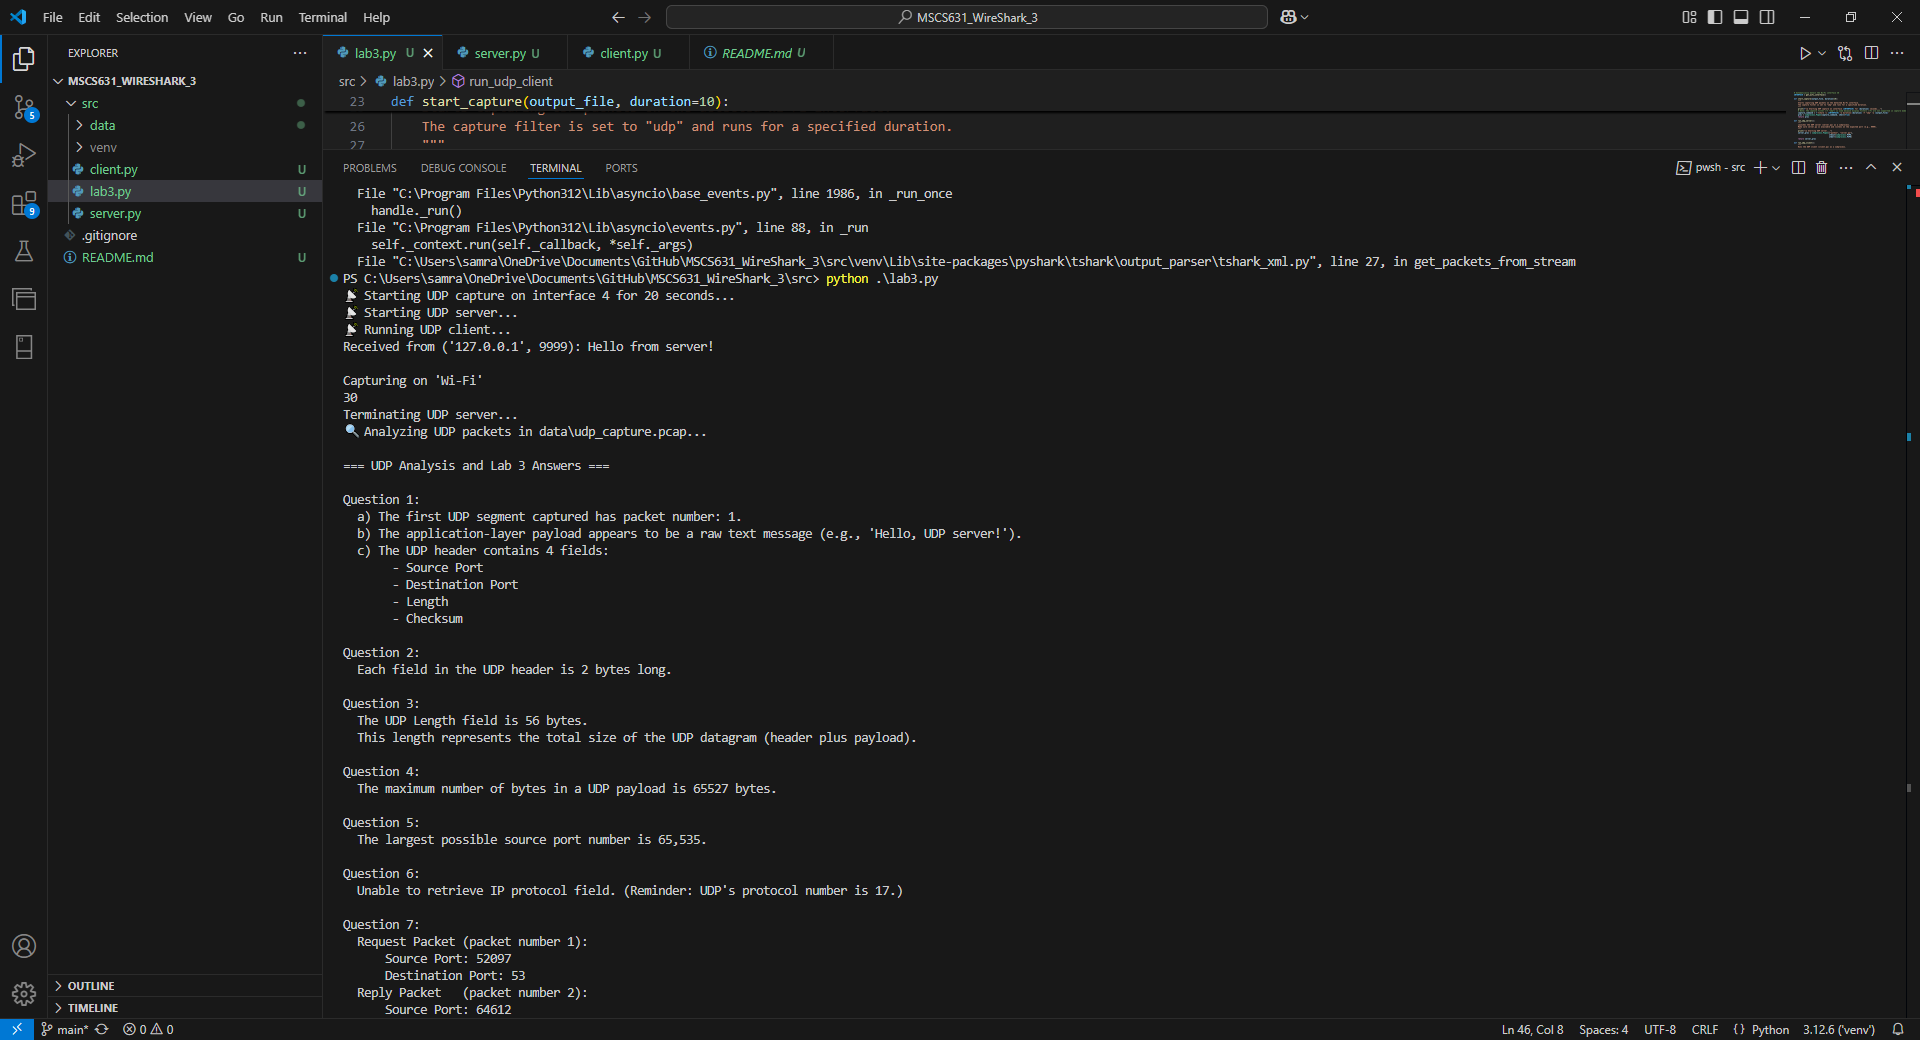 File Edit Selection View Go Run Terminal Help
MSCS631_WireShark_3
EXPLORER
MSCS631_WIRESHARK_3
src
data
venv
client.py U
lab3.py U
server.py U
.gitignore
README.md U
OUTLINE
TIMELINE
5
9
lab3.py U server.py U client.py U README.md U
src > lab3.py > run_udp_client
23 def start_capture(output_file, duration=10):
26 The capture filter is set to "udp" and runs for a specified duration.
27 """
PROBLEMS DEBUG CONSOLE TERMINAL PORTS
pwsh - src
File "C:\Program Files\Python312\Lib\asyncio\base_events.py", line 1986, in _run_once
handle._run()
File "C:\Program Files\Python312\Lib\asyncio\events.py", line 88, in _run
self._context.run(self._callback, *self._args)
File "C:\Users\samra\OneDrive\Documents\GitHub\MSCS631_WireShark_3\src\venv\Lib\site-packages\pyshark\tshark\output_parser\tshark_xml.py", line 27, in get_packets_from_stream
PS C:\Users\samra\OneDrive\Documents\GitHub\MSCS631_WireShark_3\src> python .\lab3.py
Starting UDP capture on interface 4 for 20 seconds...
Starting UDP server...
Running UDP client...
Received from ('127.0.0.1', 9999): Hello from server!
Capturing on 'Wi-Fi'
30
Terminating UDP server...
Analyzing UDP packets in data\udp_capture.pcap...
=== UDP Analysis and Lab 3 Answers ===
Question 1:
a) The first UDP segment captured has packet number: 1.
b) The application-layer payload appears to be a raw text message (e.g., 'Hello, UDP server!').
c) The UDP header contains 4 fields:
- Source Port
- Destination Port
- Length
- Checksum
Question 2:
Each field in the UDP header is 2 bytes long.
Question 3:
The UDP Length field is 56 bytes.
This length represents the total size of the UDP datagram (header plus payload).
Question 4:
The maximum number of bytes in a UDP payload is 65527 bytes.
Question 5:
The largest possible source port number is 65,535.
Question 6:
Unable to retrieve IP protocol field. (Reminder: UDP's protocol number is 17.)
Question 7:
Request Packet (packet number 1):
Source Port: 52097
Destination Port: 53
Reply Packet (packet number 2):
Source Port: 64612
main* 0 0 Ln 46, Col 8 Spaces: 4 UTF-8 CRLF {} Python 3.12.6 ('venv')